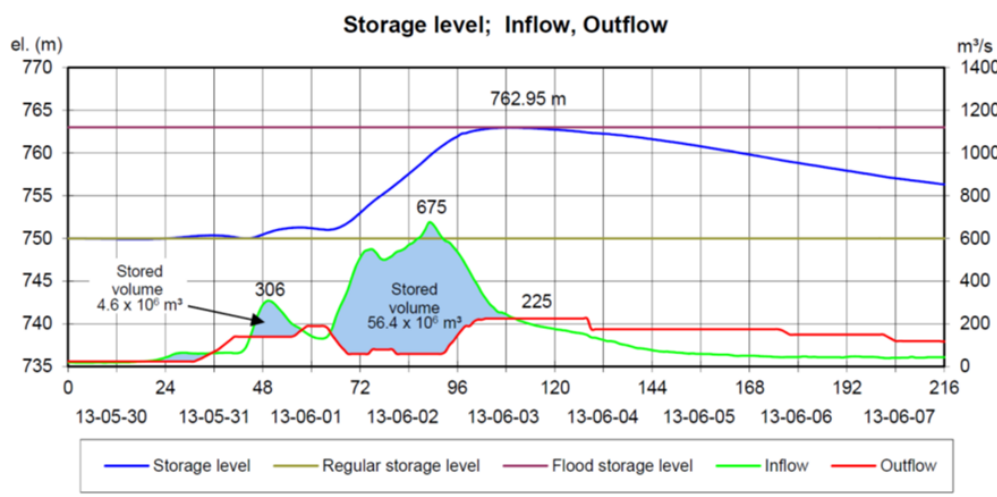 Storage level;  Inflow, Outflow
el. (m)
m³/s
770
1400
765
762.95 m
1200
760
1000
755
800
675
750
600
745
Stored
volume
4.6 x 10⁶ m³
306
Stored
volume
56.4 x 10⁶ m³
400
740
225
200
735
0
0 24 48 72 96 120 144 168 192 216
13-05-30 13-05-31 13-06-01 13-06-02 13-06-03 13-06-04 13-06-05 13-06-06 13-06-07
Storage level Regular storage level Flood storage level Inflow Outflow